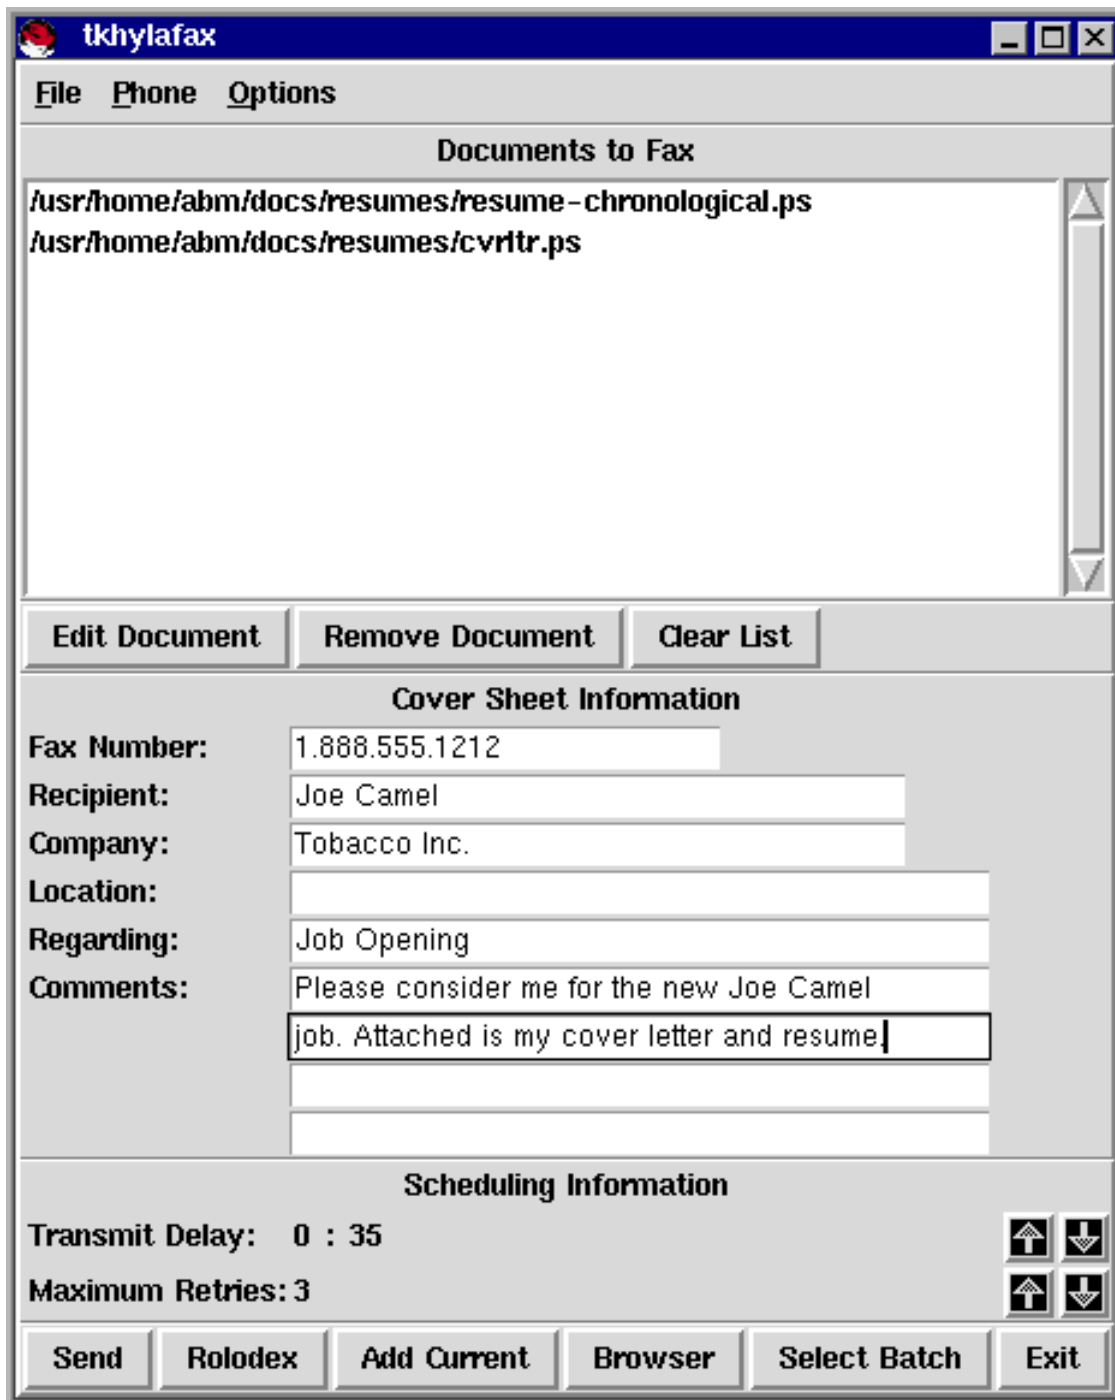 tkhylafax
File Phone Options
Documents to Fax
/usr/home/abm/docs/resumes/resume-chronological.ps
/usr/home/abm/docs/resumes/cvrltr.ps
Edit Document Remove Document Clear List
Cover Sheet Information
Fax Number: 1.888.555.1212
Recipient: Joe Camel
Company: Tobacco Inc.
Location:
Regarding: Job Opening
Comments: Please consider me for the new Joe Camel
job. Attached is my cover letter and resume.
Scheduling Information
Transmit Delay: 0 : 35
Maximum Retries: 3
Send Rolodex Add Current Browser Select Batch Exit